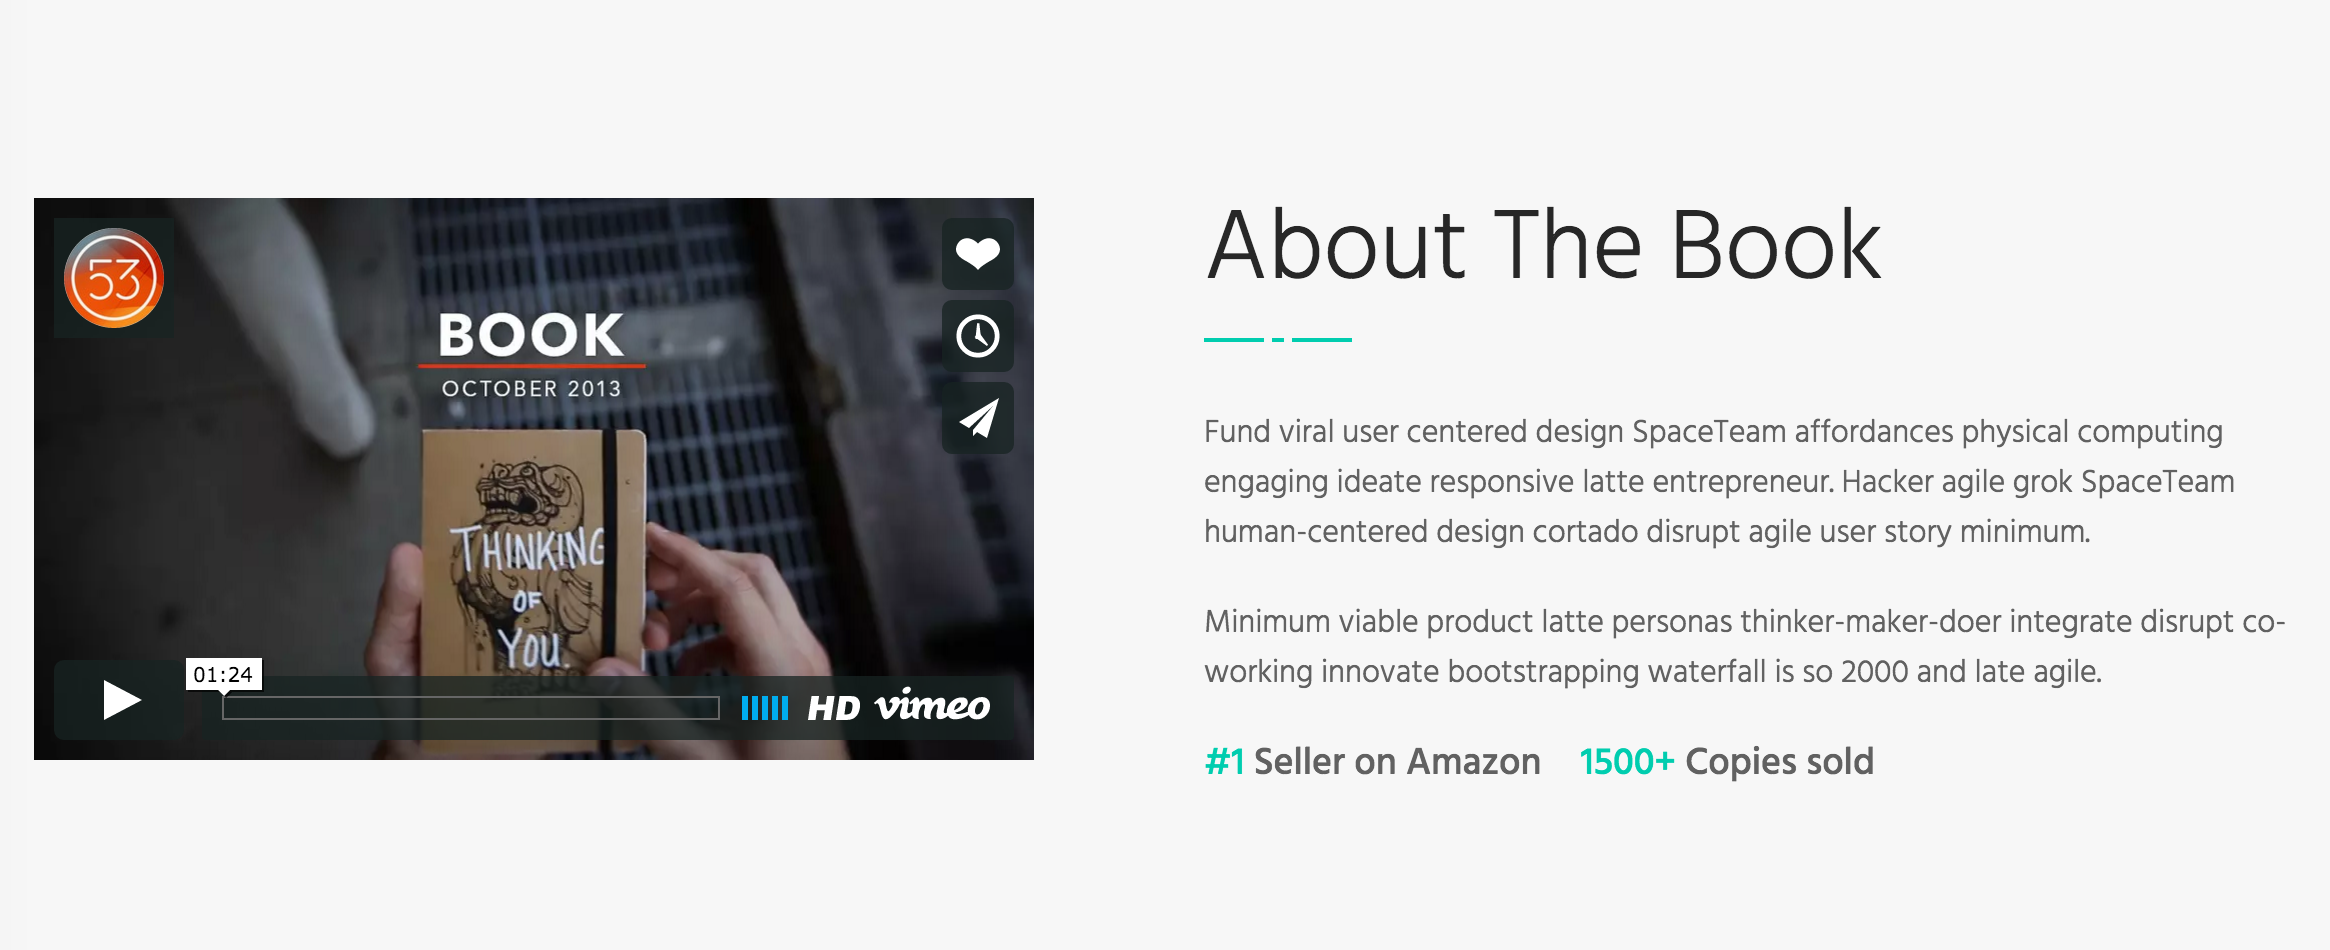 53
BOOK
OCTOBER 2013
THINKING
OF
YOU.
01:24
HD vimeo
About The Book
Fund viral user centered design SpaceTeam affordances physical computing
engaging ideate responsive latte entrepreneur. Hacker agile grok SpaceTeam
human-centered design cortado disrupt agile user story minimum.
Minimum viable product latte personas thinker-maker-doer integrate disrupt co-
working innovate bootstrapping waterfall is so 2000 and late agile.
#1 Seller on Amazon 1500+ Copies sold